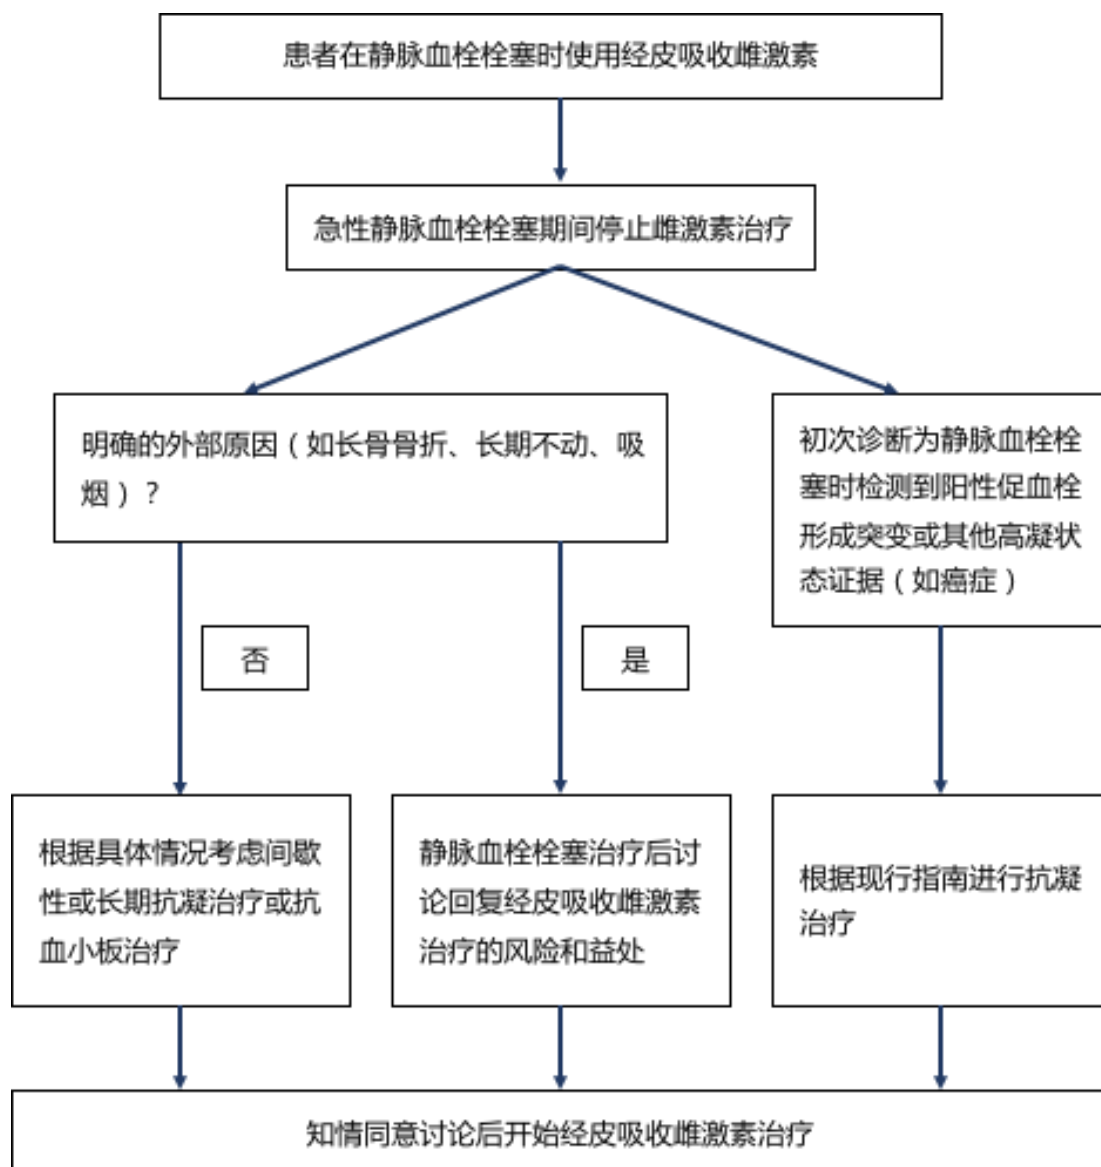 患者在静脉血栓栓塞时使用经皮吸收雌激素
急性静脉血栓栓塞期间停止雌激素治疗
明确的外部原因（如长骨骨折、长期不动、吸
烟）？
初次诊断为静脉血栓栓
塞时检测到阳性促血栓
形成突变或其他高凝状
态证据（如癌症）
否
是
根据具体情况考虑间歇
性或长期抗凝治疗或抗
血小板治疗
静脉血栓栓塞治疗后讨
论回复经皮吸收雌激素
治疗的风险和益处
根据现行指南进行抗凝
治疗
知情同意讨论后开始经皮吸收雌激素治疗